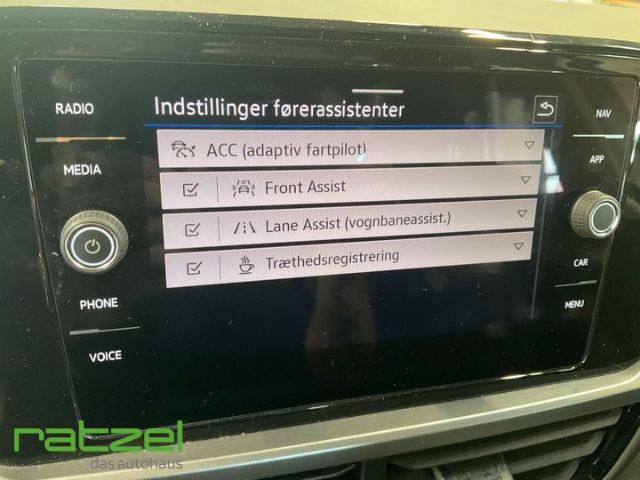 RADIO
MEDIA
PHONE
VOICE
Indstillinger førerassistenter
ACC (adaptiv fartpilot)
Front Assist
Lane Assist (vognbaneassist.)
Træthedsregistrering
NAV
APP
CAR
MENU
ratzel
das autohaus